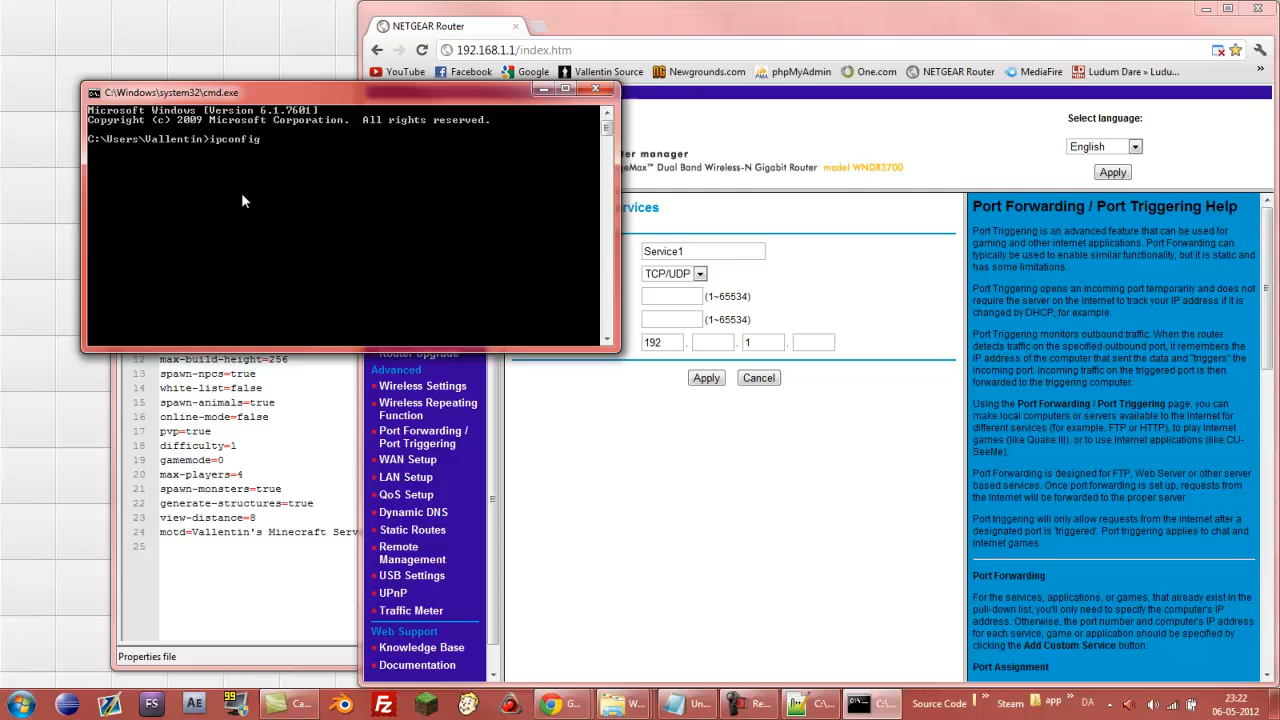 NETGEAR Router
192.168.1.1/index.htm
YouTube
Facebook
Google
Vallentin Source
Newgrounds.com
phpMyAdmin
One.com
NETGEAR Router
MediaFire
Ludum Dare » Ludu...
»
C:\Windows\system32\cmd.exe
Microsoft Windows [Version 6.1.7601]
Copyright (c) 2009 Microsoft Corporation.  All rights reserved.
C:\Users\Vallentin>ipconfig
Select language:
English
Apply
ter manager
geMax™ Dual Band Wireless-N Gigabit Router model WNDR3700
rvices
Service1
TCP/UDP
(1~65534)
(1~65534)
192 . . 1 .
Apply
Cancel
12 max-build-height=256
13 spawn-npcs=true
14 white-list=false
15 spawn-animals=true
16 online-mode=false
17 pvp=true
18 difficulty=1
19 gamemode=0
20 max-players=4
21 spawn-monsters=true
22 generate-structures=true
23 view-distance=8
24 motd=Vallentin's Minecraft Serv
25
Properties file
Router Upgrade
Advanced
Wireless Settings
Wireless Repeating
Function
Port Forwarding /
Port Triggering
WAN Setup
LAN Setup
QoS Setup
Dynamic DNS
Static Routes
Remote
Management
USB Settings
UPnP
Traffic Meter
Web Support
Knowledge Base
Documentation
Port Forwarding / Port Triggering Help
Port Triggering is an advanced feature that can be used for
gaming and other internet applications. Port Forwarding can
typically be used to enable similar functionality, but it is static and
has some limitations.
Port Triggering opens an incoming port temporarily and does not
require the server on the Internet to track your IP address if it is
changed by DHCP, for example.
Port Triggering monitors outbound traffic. When the router
detects traffic on the specified outbound port, it remembers the
IP address of the computer that sent the data and "triggers" the
incoming port. Incoming traffic on the triggered port is then
forwarded to the triggering computer.
Using the Port Forwarding / Port Triggering page, you can
make local computers or servers available to the Internet for
different services (for example, FTP or HTTP), to play Internet
games (like Quake III), or to use Internet applications (like CU-
SeeMe).
Port Forwarding is designed for FTP, Web Server or other server
based services. Once port forwarding is set up, requests from
the Internet will be forwarded to the proper server.
Port triggering will only allow requests from the Internet after a
designated port is 'triggered'. Port triggering applies to chat and
Internet games.
Port Forwarding
For the services, applications, or games, that already exist in the
pull-down list, you'll only need to specify the computer's IP
address. Otherwise, the port number and computer's IP address
for each service, game or application should be specified by
clicking the Add Custom Service button.
Port Assignment
FS
AE
99
Ca...
Fz
G...
W...
Un...
Re...
C:\...
C:\...
Source Code
»
Steam
app
»
DA
23:22
06-05-2012